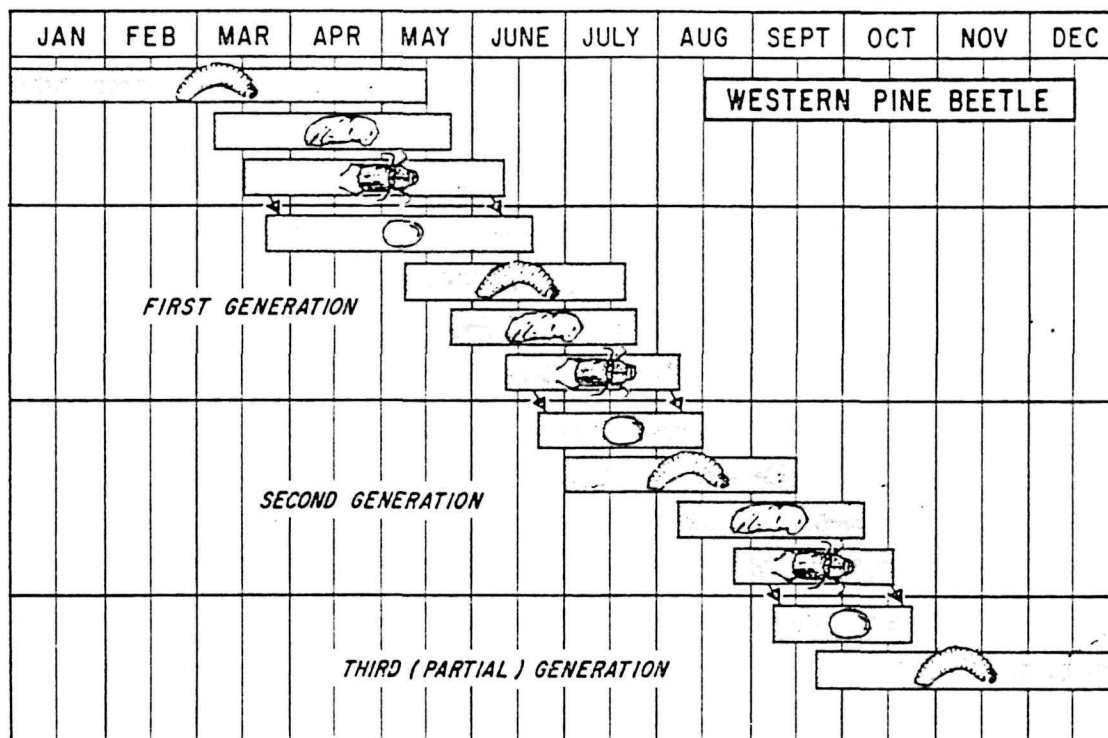 JAN FEB MAR APR MAY JUNE JULY AUG SEPT OCT NOV DEC
WESTERN PINE BEETLE
FIRST GENERATION
SECOND GENERATION
THIRD (PARTIAL) GENERATION